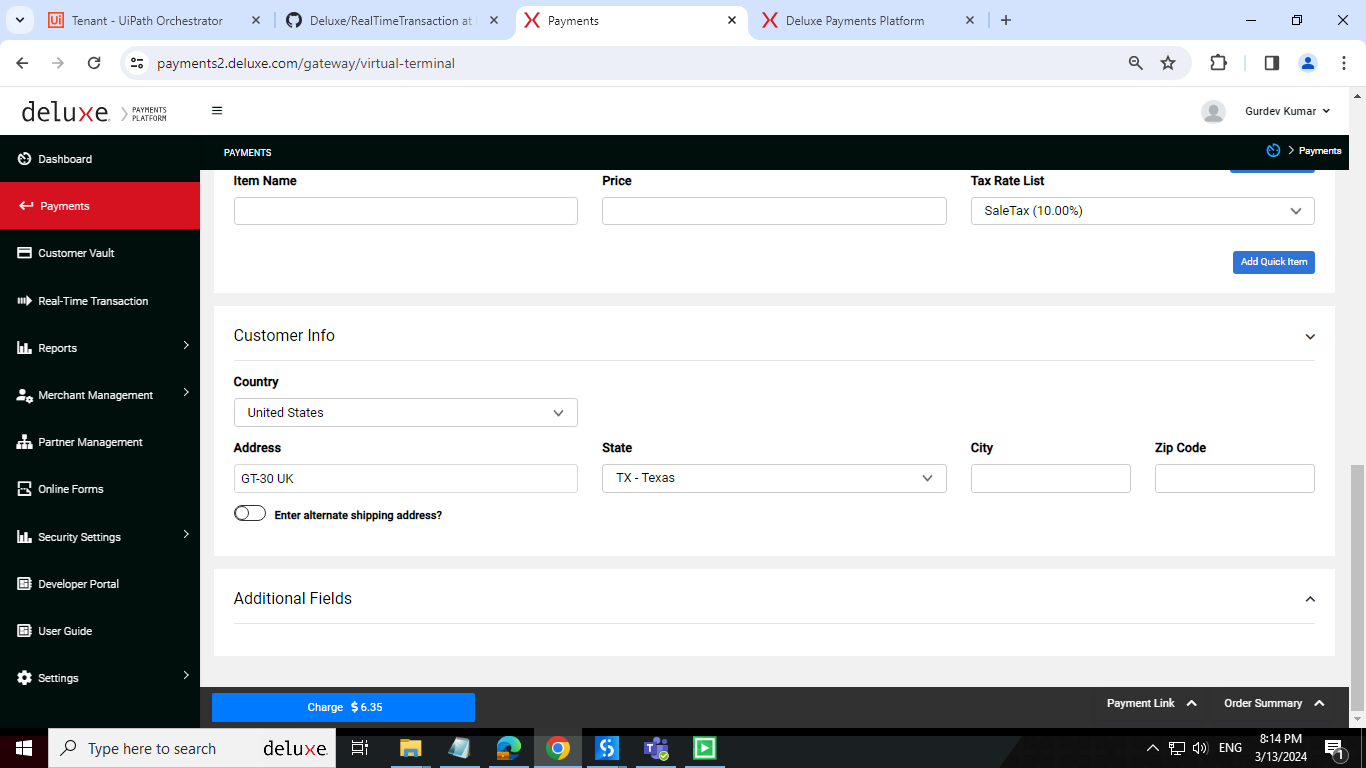 Tenant - UiPath Orchestrator
Deluxe/RealTimeTransaction at
Payments
Deluxe Payments Platform
payments2.deluxe.com/gateway/virtual-terminal
deluxe. PAYMENTS PLATFORM
Gurdev Kumar
PAYMENTS
Payments
Dashboard
Payments
Customer Vault
Real-Time Transaction
Reports
Merchant Management
Partner Management
Online Forms
Security Settings
Developer Portal
User Guide
Settings
Item Name Price Tax Rate List
SaleTax (10.00%)
Add Quick Item
Customer Info
Country
United States
Address State City Zip Code
GT-30 UK TX - Texas
Enter alternate shipping address?
Additional Fields
Charge $ 6.35
Payment Link Order Summary
Type here to search deluxe.
ENG
8:14 PM
3/13/2024
1